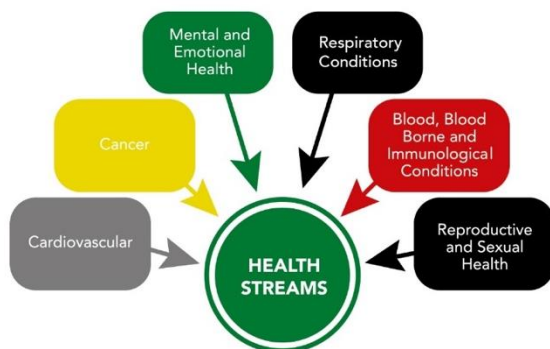 Mental and
Emotional
Health
Respiratory
Conditions
Cancer
Blood, Blood
Borne and
Immunological
Conditions
Cardiovascular
Reproductive
and Sexual
Health
HEALTH
STREAMS